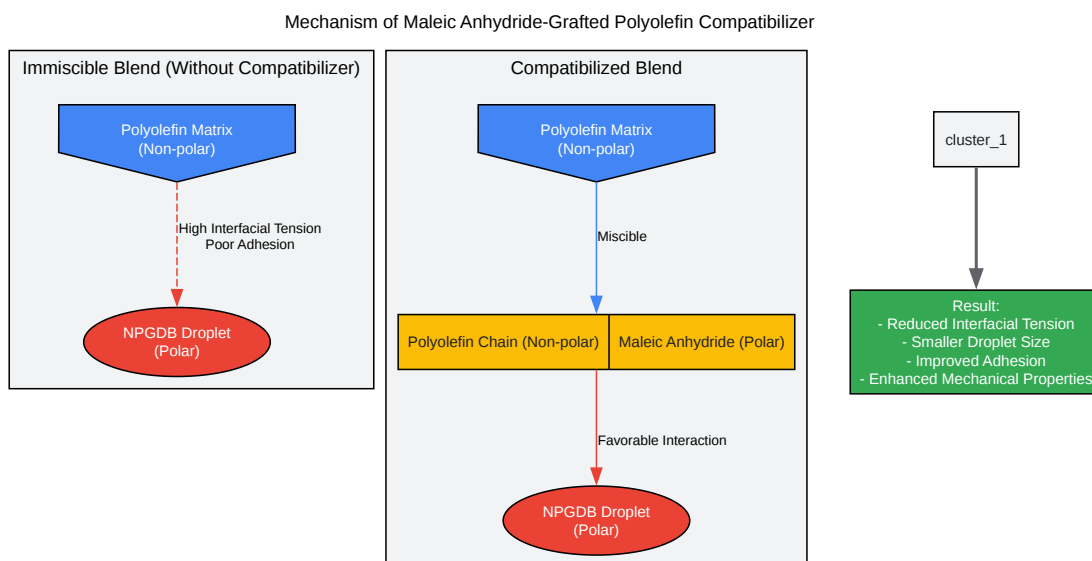 Mechanism of Maleic Anhydride-Grafted Polyolefin Compatibilizer
Immiscible Blend (Without Compatibilizer)
Polyolefin Matrix
(Non-polar)
High Interfacial Tension
Poor Adhesion
NPGDB Droplet
(Polar)
Compatibilized Blend
Polyolefin Matrix
(Non-polar)
Miscible
Polyolefin Chain (Non-polar)
Maleic Anhydride (Polar)
Favorable Interaction
NPGDB Droplet
(Polar)
cluster_1
Result:
- Reduced Interfacial Tension
- Smaller Droplet Size
- Improved Adhesion
- Enhanced Mechanical Properties